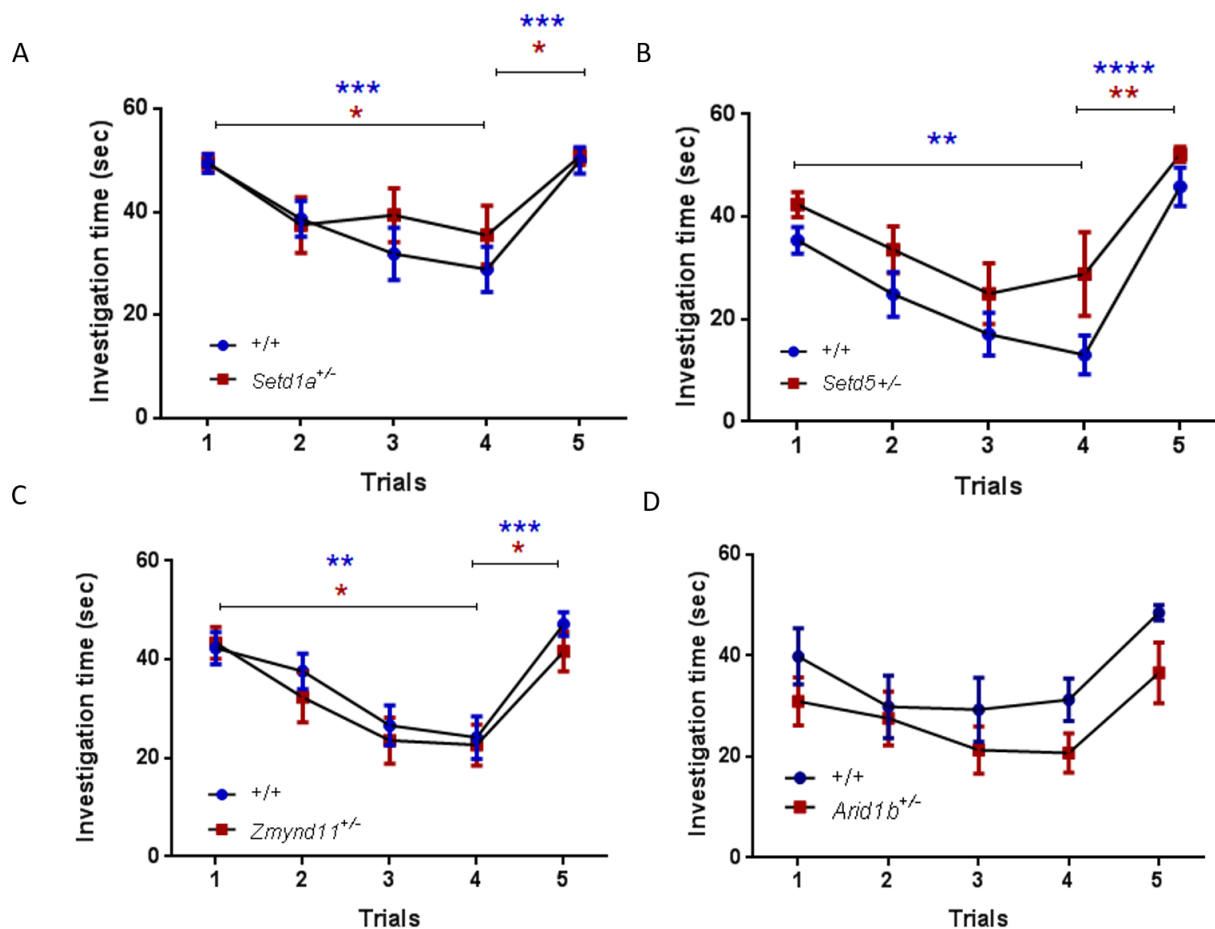 A
***
*
***
*
Investigation time (sec)
60
40
20
0
+/+
Setd1a+/-
1 2 3 4 5
Trials
B
****
**
**
Investigation time (sec)
60
40
20
0
+/+
Setd5+/-
1 2 3 4 5
Trials
C
***
*
**
*
Investigation time (sec)
60
40
20
0
+/+
Zmynd11+/-
1 2 3 4 5
Trials
D
Investigation time (sec)
60
40
20
0
+/+
Arid1b+/-
1 2 3 4 5
Trials